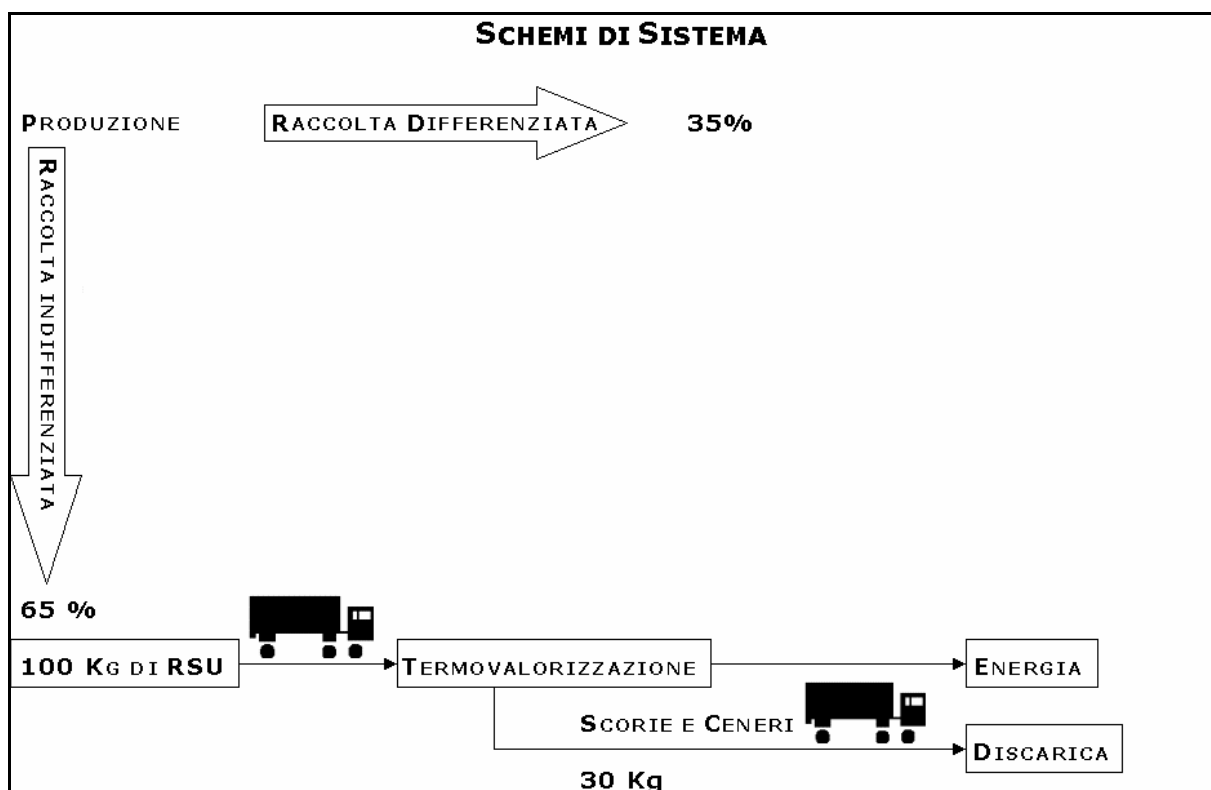 SCHEMI DI SISTEMA
PRODUZIONE
RACCOLTA DIFFERENZIATA
35%
RACCOLTA INDIFFERENZIATA
65 %
100 KG DI RSU
TERMOVALORIZZAZIONE
ENERGIA
SCORIE E CENERI
DISCARICA
30 Kg